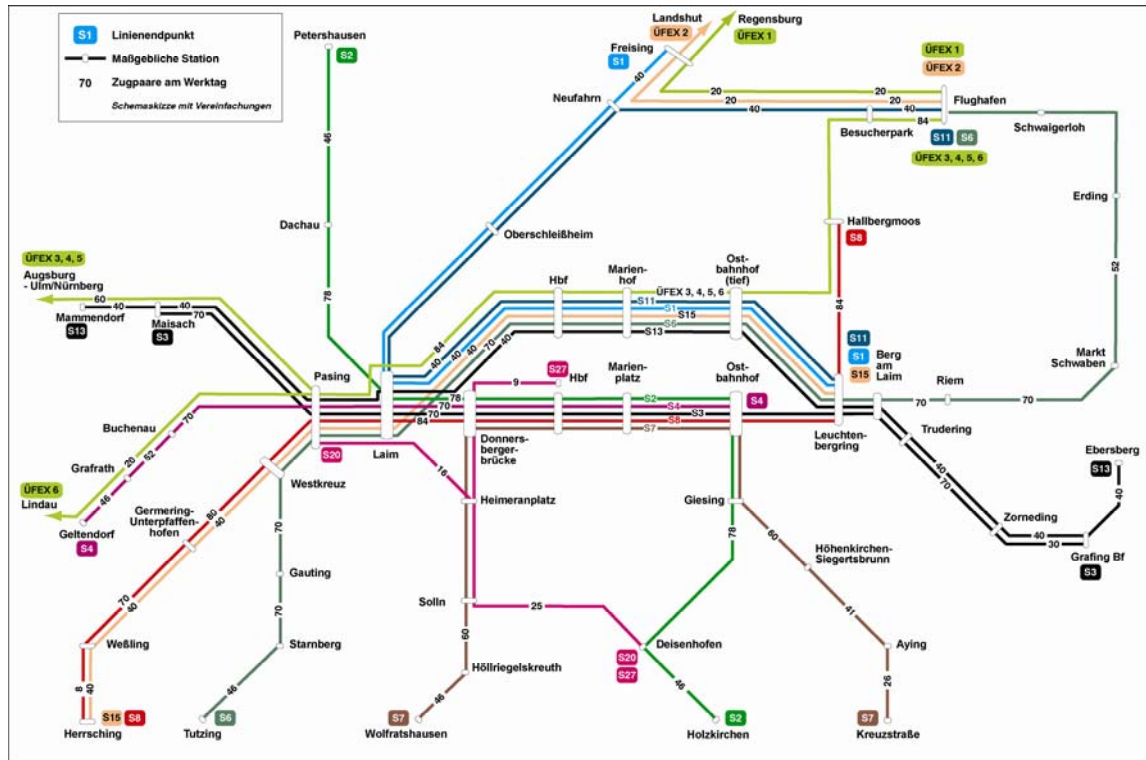 S1 Linienendpunkt
Maßgebliche Station
70 Zugpaare am Werktag
Schemaskizze mit Vereinfachungen
Petershausen
S2
46
Dachau
78
Landshut
ÜFEX 2
Regensburg
ÜFEX 1
Freising
S1
40
Neufahrn
ÜFEX 1
ÜFEX 2
20 20
20 20
40 40
84
Flughafen
Besucherpark
S11 S6
ÜFEX 3, 4, 5, 6
Schwaigerloh
Erding
52
Markt
Schwaben
Oberschleißheim
Hallbergmoos
S8
84
ÜFEX 3, 4, 5
Augsburg
- Ulm/Nürnberg
60
40 40
Mammendorf
S13
Maisach
S3
70
Hbf
Marien-
hof
Ost-
bahnhof
(tief)
ÜFEX 3, 4, 5, 6
S11
S1
S15
S6
S13
84
40
40
40
70
40
S11
S1
S15
Berg
am
Laim
Riem
70
70
Pasing
S20
Laim
78
70
70
84
S27
9
Hbf
Marien-
platz
Ost-
bahnhof
S4
S2
S4
S3
S8
S7
Donners-
berger-
brücke
Leuchten-
bergring
Trudering
40
70
Zorneding
40
30
Grafing Bf
S3
Ebersberg
S13
40
Buchenau
70
52
Grafrath
20
46
ÜFEX 6
Lindau
Geltendorf
S4
Westkreuz
Germering-
Unterpfaffen-
hofen
80
40
70
40
Weßling
8
40
Herrsching
S15 S8
70
Gauting
70
Starnberg
46
Tutzing
S6
16
Heimeranplatz
Solln
25
60
Höllriegelskreuth
46
S7
Wolfratshausen
Giesing
78
Deisenhofen
S20
S27
46
S2
Holzkirchen
60
Höhenkirchen-
Siegertsbrunn
41
Aying
26
S7
Kreuzstraße